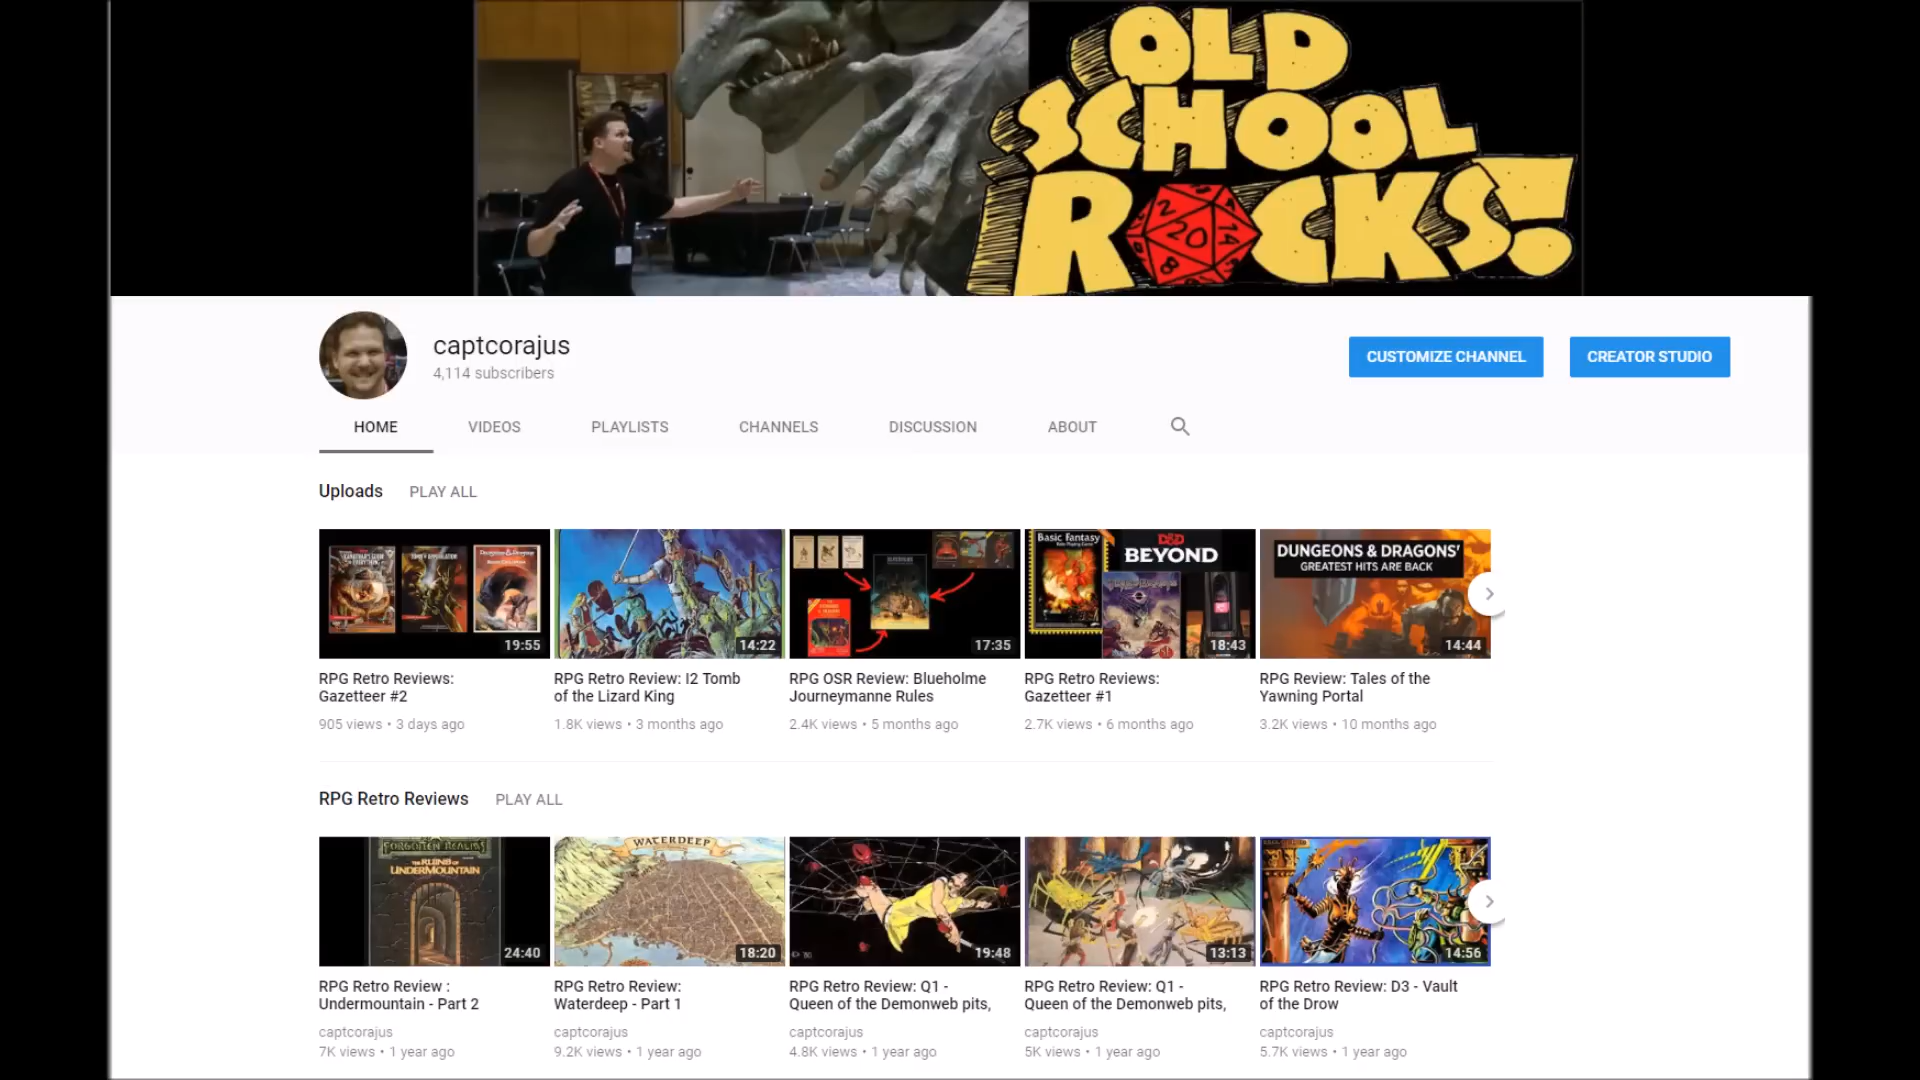 OLD
SCHOOL
ROCKS!
2
20
14
8
captcorajus
4,114 subscribers
CUSTOMIZE CHANNEL
CREATOR STUDIO
HOME
VIDEOS
PLAYLISTS
CHANNELS
DISCUSSION
ABOUT
Uploads
PLAY ALL
19:55
14:22
17:35
Basic Fantasy
D&D
BEYOND
18:43
DUNGEONS & DRAGONS'
GREATEST HITS ARE BACK
14:44
RPG Retro Reviews:
Gazetteer #2
905 views • 3 days ago
RPG Retro Review: I2 Tomb
of the Lizard King
1.8K views • 3 months ago
RPG OSR Review: Blueholme
Journeymanne Rules
2.4K views • 5 months ago
RPG Retro Reviews:
Gazetteer #1
2.7K views • 6 months ago
RPG Review: Tales of the
Yawning Portal
3.2K views • 10 months ago
RPG Retro Reviews
PLAY ALL
FORGOTTEN REALMS
THE RUINS OF
UNDERMOUNTAIN
24:40
WATERDEEP
18:20
19:48
13:13
14:56
RPG Retro Review :
Undermountain - Part 2
captcorajus
7K views • 1 year ago
RPG Retro Review:
Waterdeep - Part 1
captcorajus
9.2K views • 1 year ago
RPG Retro Review: Q1 -
Queen of the Demonweb pits,
captcorajus
4.8K views • 1 year ago
RPG Retro Review: Q1 -
Queen of the Demonweb pits,
captcorajus
5K views • 1 year ago
RPG Retro Review: D3 - Vault
of the Drow
captcorajus
5.7K views • 1 year ago